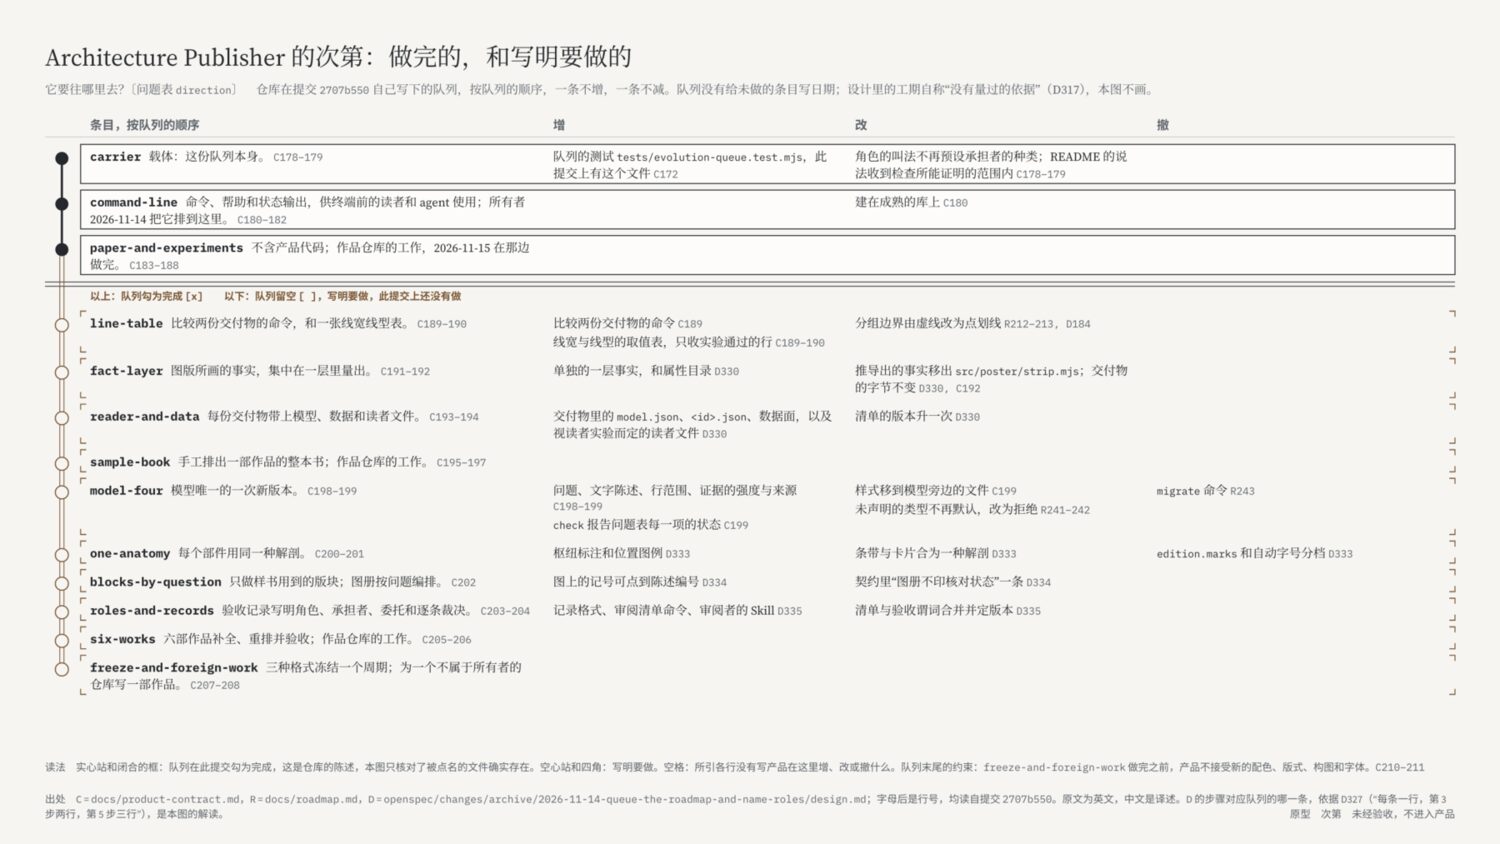 Architecture Publisher 的次第：做完的，和写明要做的
它要往哪里去？〔问题表 direction〕 仓库在提交 2707b550 自己写下的队列，按队列的顺序，一条不增，一条不减。队列没有给未做的条目写日期；设计里的工期自称“没有量过的依据”（D317），本图不画。
条目，按队列的顺序 增 改 撤
carrier 载体：这份队列本身。 C178–179
队列的测试 tests/evolution-queue.test.mjs，此
提交上有这个文件 C172
角色的叫法不再预设承担者的种类；README 的说
法收到检查所能证明的范围内 C178–179
command-line 命令、帮助和状态输出，供终端前的读者和 agent 使用；所有者
2026-11-14 把它排到这里。 C180–182
建在成熟的库上 C180
paper-and-experiments 不含产品代码；作品仓库的工作，2026-11-15 在那边
做完。 C183–188
以上：队列勾为完成 [x] 以下：队列留空 [ ]，写明要做，此提交上还没有做
line-table 比较两份交付物的命令，和一张线宽线型表。 C189–190
比较两份交付物的命令 C189
线宽与线型的取值表，只收实验通过的行 C189–190
分组边界由虚线改为点划线 R212–213, D184
fact-layer 图版所画的事实，集中在一层里量出。 C191–192
单独的一层事实，和属性目录 D330
推导出的事实移出 src/poster/strip.mjs；交付物
的字节不变 D330, C192
reader-and-data 每份交付物带上模型、数据和读者文件。 C193–194
交付物里的 model.json、<id>.json、数据面，以及
视读者实验而定的读者文件 D330
清单的版本升一次 D330
sample-book 手工排出一部作品的整本书；作品仓库的工作。 C195–197
model-four 模型唯一的一次新版本。 C198–199
问题、文字陈述、行范围、证据的强度与来源
C198–199
check 报告问题表每一项的状态 C199
样式移到模型旁边的文件 C199
未声明的类型不再默认，改为拒绝 R241–242
migrate 命令 R243
one-anatomy 每个部件用同一种解剖。 C200–201
枢纽标注和位置图例 D333
条带与卡片合为一种解剖 D333
edition.marks 和自动字号分档 D333
blocks-by-question 只做样书用到的版块；图册按问题编排。 C202
图上的记号可点到陈述编号 D334
契约里“图册不印核对状态”一条 D334
roles-and-records 验收记录写明角色、承担者、委托和逐条裁决。 C203–204
记录格式、审阅清单命令、审阅者的 Skill D335
清单与验收谓词合并并定版本 D335
six-works 六部作品补全、重排并验收；作品仓库的工作。 C205–206
freeze-and-foreign-work 三种格式冻结一个周期；为一个不属于所有者的
仓库写一部作品。 C207–208
读法 实心站和闭合的框：队列在此提交勾为完成，这是仓库的陈述，本图只核对了被点名的文件确实存在。空心站和四角：写明要做。空格：所引各行没有写产品在这里增、改或撤什么。队列末尾的约束：freeze-and-foreign-work 做完之前，产品不接受新的配色、版式、构图和字体。C210–211
出处 C=docs/product-contract.md，R=docs/roadmap.md，D=openspec/changes/archive/2026-11-14-queue-the-roadmap-and-name-roles/design.md；字母后是行号，均读自提交 2707b550。原文为英文，中文是译述。D 的步骤对应队列的哪一条，依据 D327（“每条一行，第 3
步两行，第 5 步三行”），是本图的解读。
原型 次第 未经验收，不进入产品